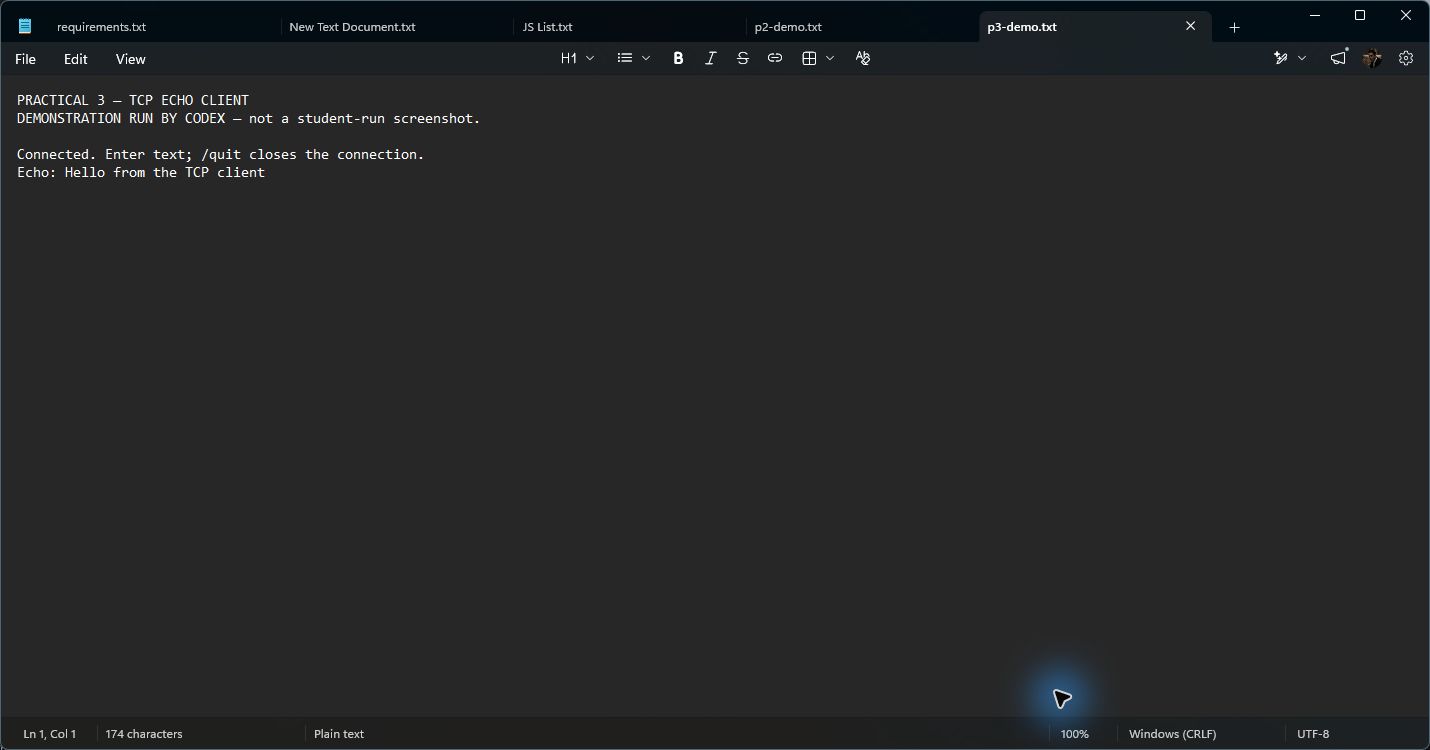 requirements.txt
New Text Document.txt
JS List.txt
p2-demo.txt
p3-demo.txt
File Edit View
H1
PRACTICAL 3 — TCP ECHO CLIENT
DEMONSTRATION RUN BY CODEX — not a student-run screenshot.
Connected. Enter text; /quit closes the connection.
Echo: Hello from the TCP client
Ln 1, Col 1
174 characters
Plain text
100%
Windows (CRLF)
UTF-8